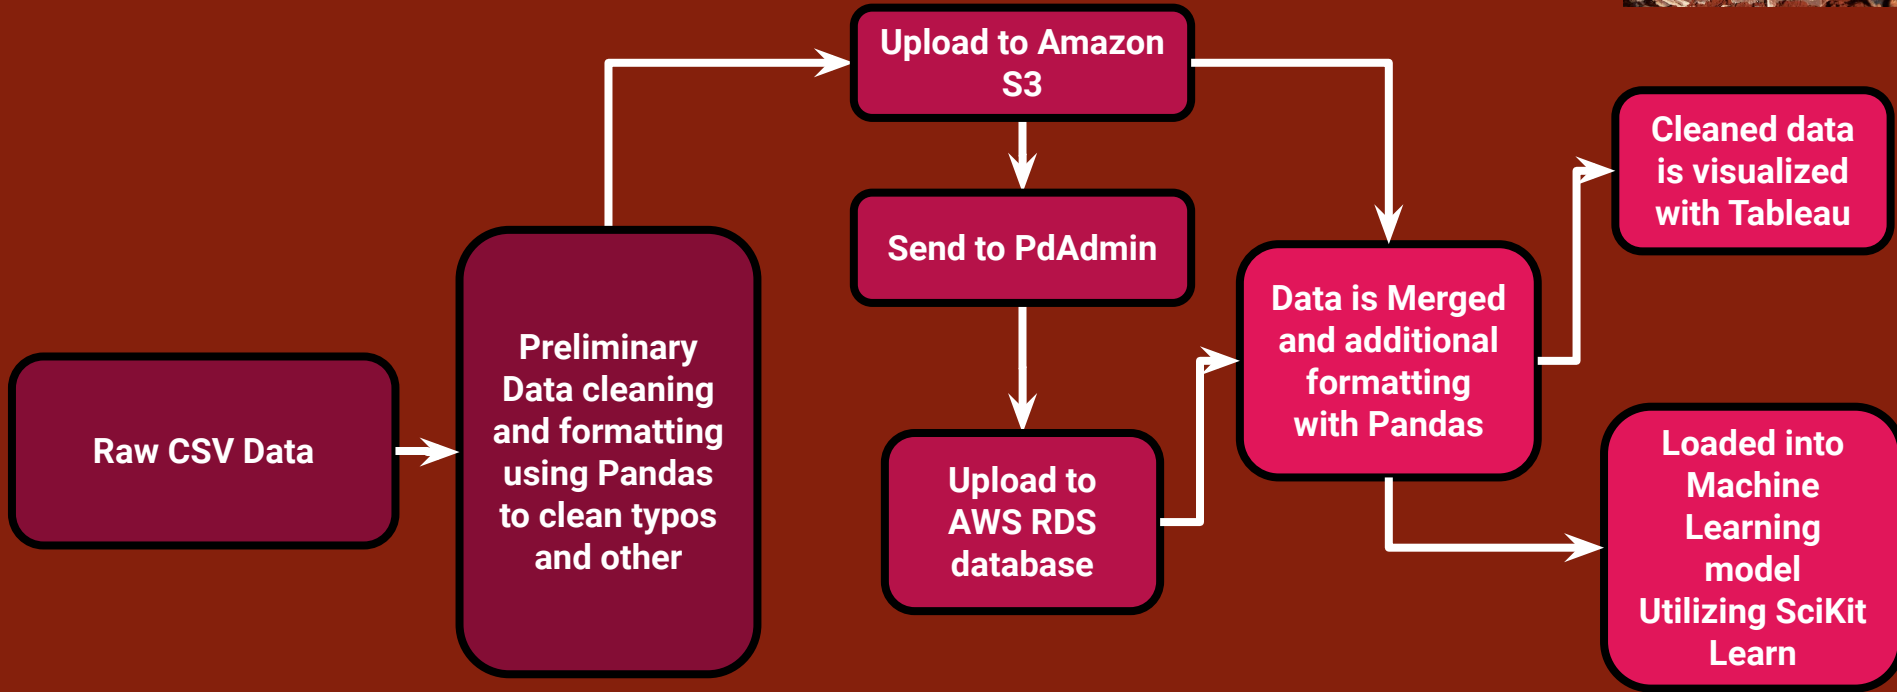 Raw CSV Data
Preliminary
Data cleaning
and formatting
using Pandas
to clean typos
and other
Upload to Amazon
S3
Send to PdAdmin
Upload to
AWS RDS
database
Data is Merged
and additional
formatting
with Pandas
Cleaned data
is visualized
with Tableau
Loaded into
Machine
Learning
model
Utilizing SciKit
Learn